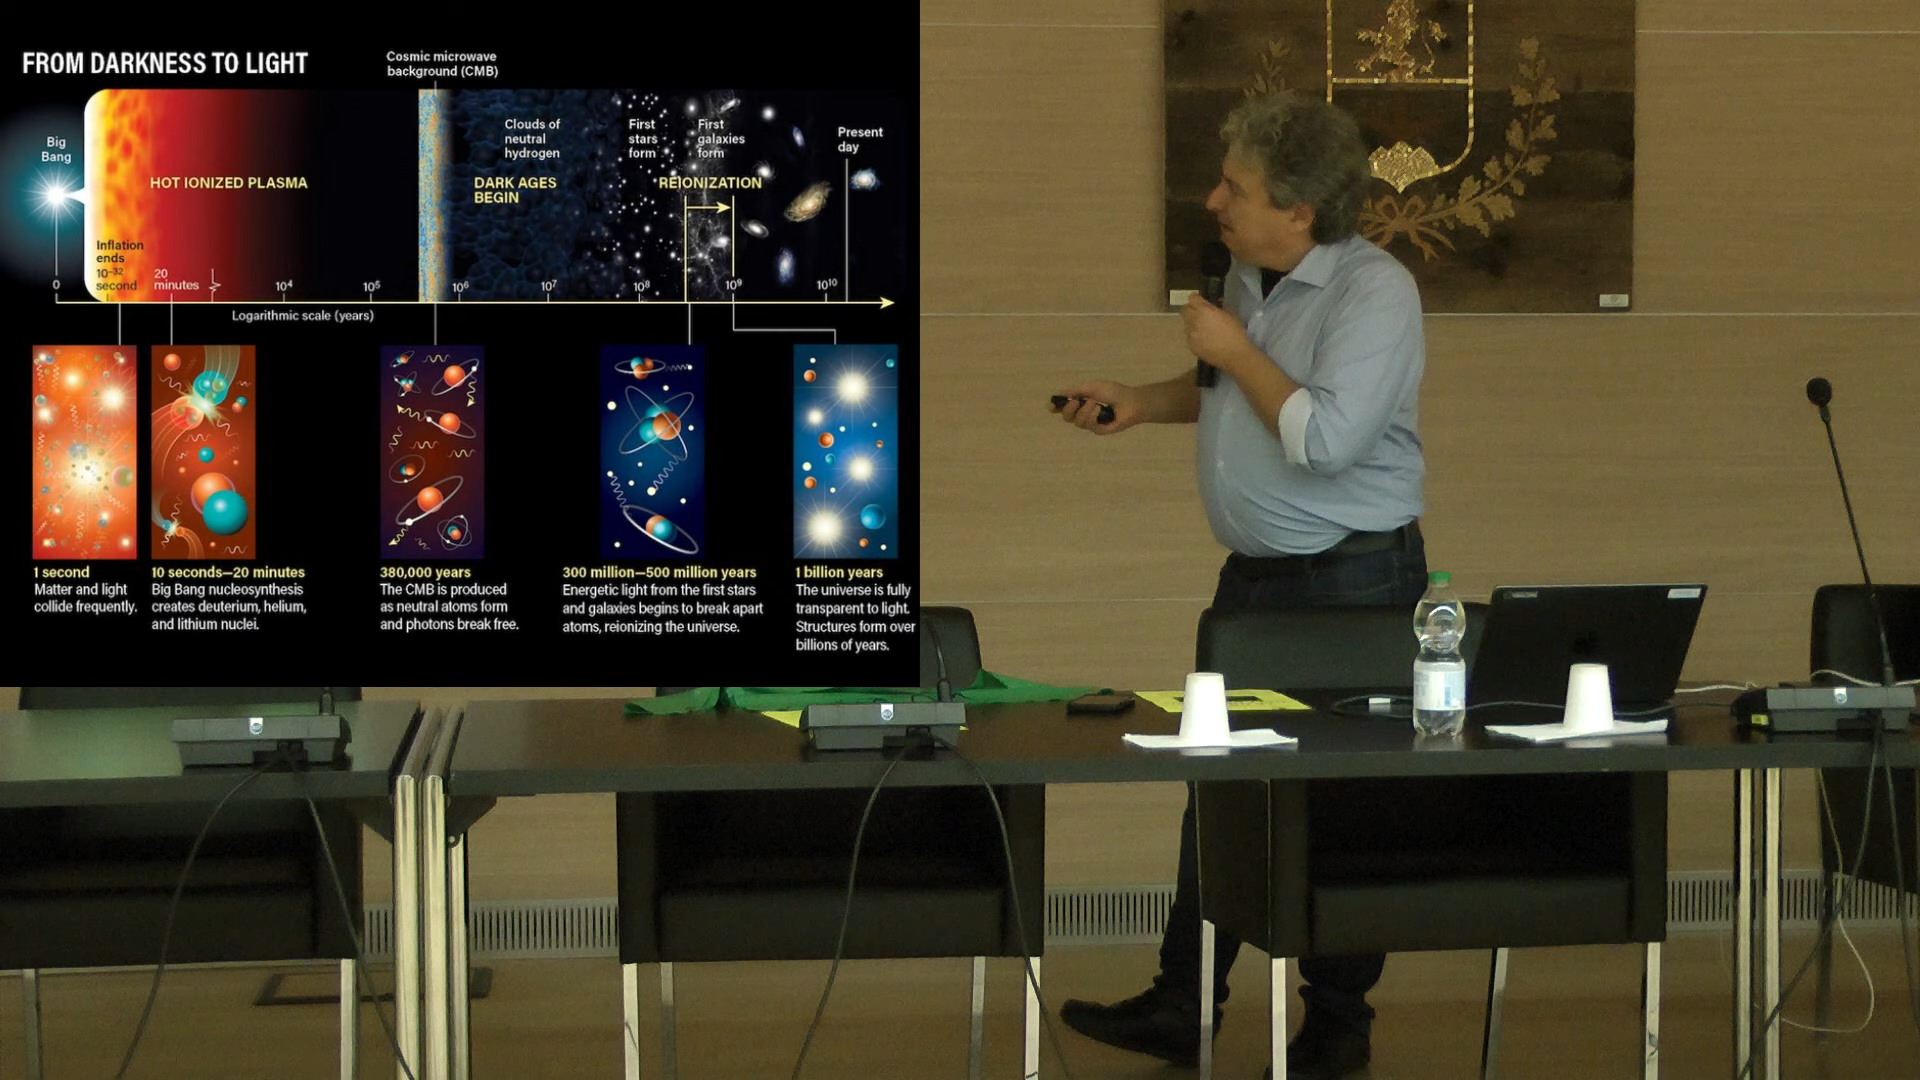 FROM DARKNESS TO LIGHT
Cosmic microwave
background (CMB)
Big
Bang
HOT IONIZED PLASMA
Clouds of
neutral
hydrogen
DARK AGES
BEGIN
First
stars
form
First
galaxies
form
REIONIZATION
Present
day
Inflation
ends
10⁻³²
second
20
minutes
0
10⁴
10⁵
10⁶
10⁷
10⁸
10⁹
10¹⁰
Logarithmic scale (years)
1 second
Matter and light
collide frequently.
10 seconds—20 minutes
Big Bang nucleosynthesis
creates deuterium, helium,
and lithium nuclei.
380,000 years
The CMB is produced
as neutral atoms form
and photons break free.
300 million—500 million years
Energetic light from the first stars
and galaxies begins to break apart
atoms, reionizing the universe.
1 billion years
The universe is fully
transparent to light.
Structures form over
billions of years.